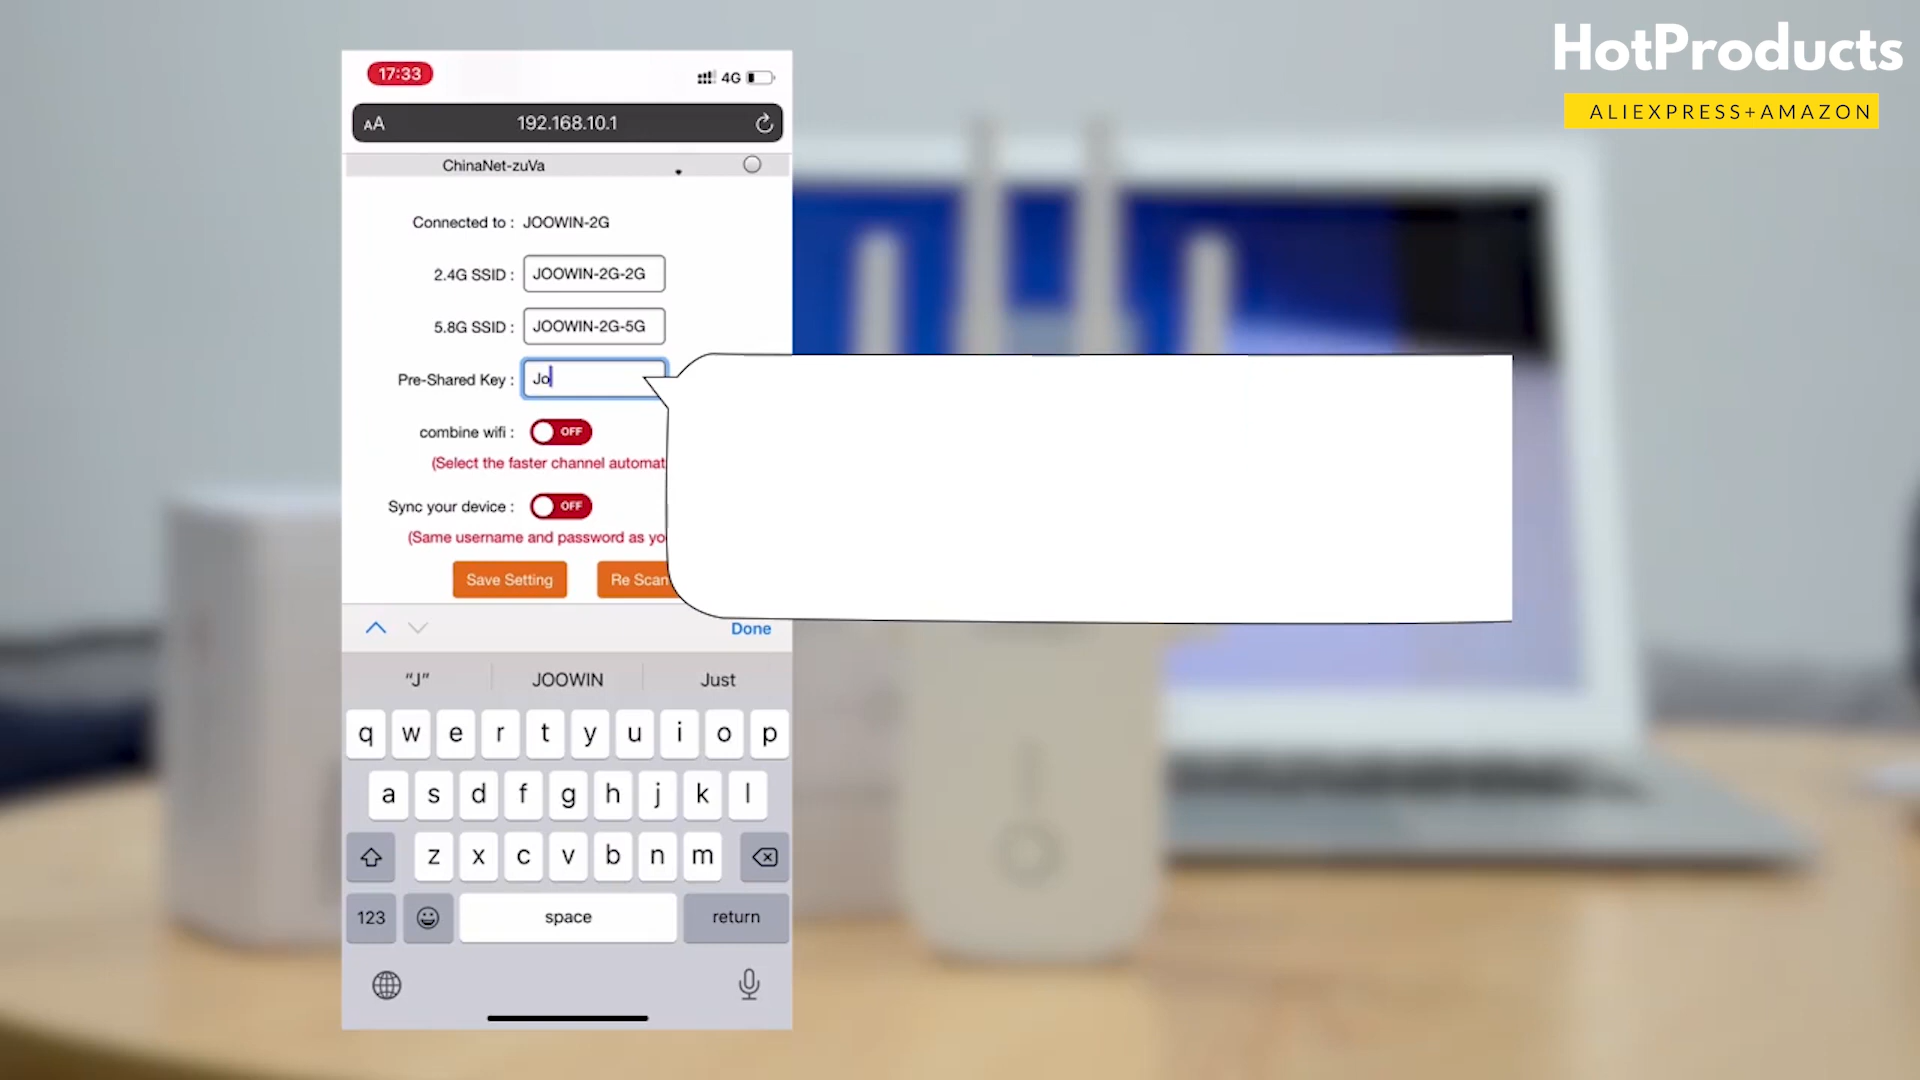 HotProducts
ALIEXPRESS+AMAZON
17:33
4G
AA
192.168.10.1
ChinaNet-zuVa
Connected to : JOOWIN-2G
2.4G SSID : JOOWIN-2G-2G
5.8G SSID : JOOWIN-2G-5G
Pre-Shared Key : Jo
combine wifi : OFF
(Select the faster channel automat
Sync your device : OFF
(Same username and password as yo
Save Setting Re Scan
Done
"J" JOOWIN Just
q w e r t y u i o p
a s d f g h j k l
z x c v b n m
123 space return